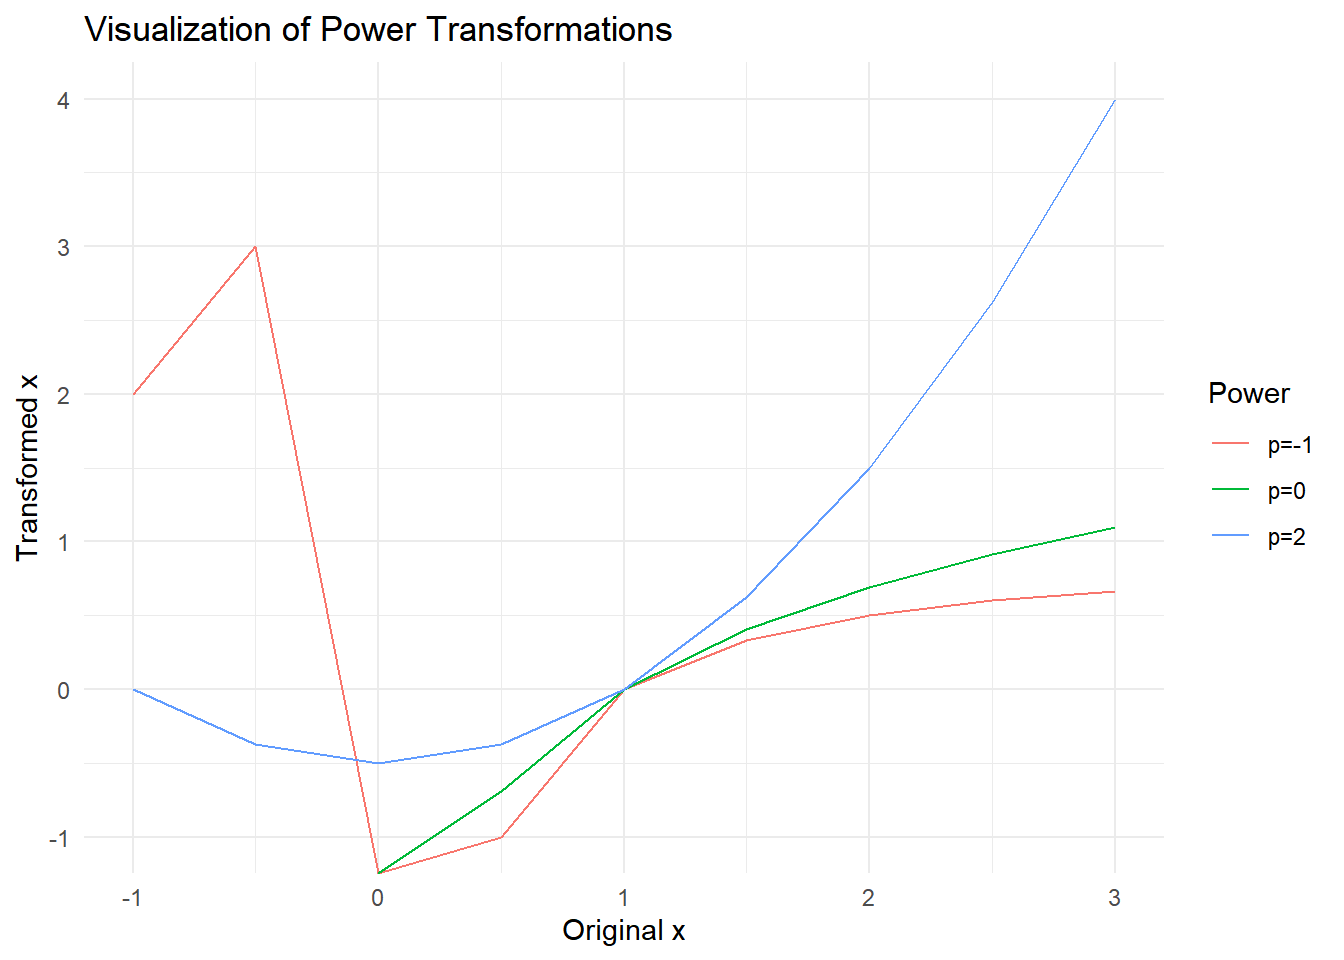 Visualization of Power Transformations
4
3
2
1
0
-1
Transformed x
-1 0 1 2 3
Original x
Power
p=-1
p=0
p=2